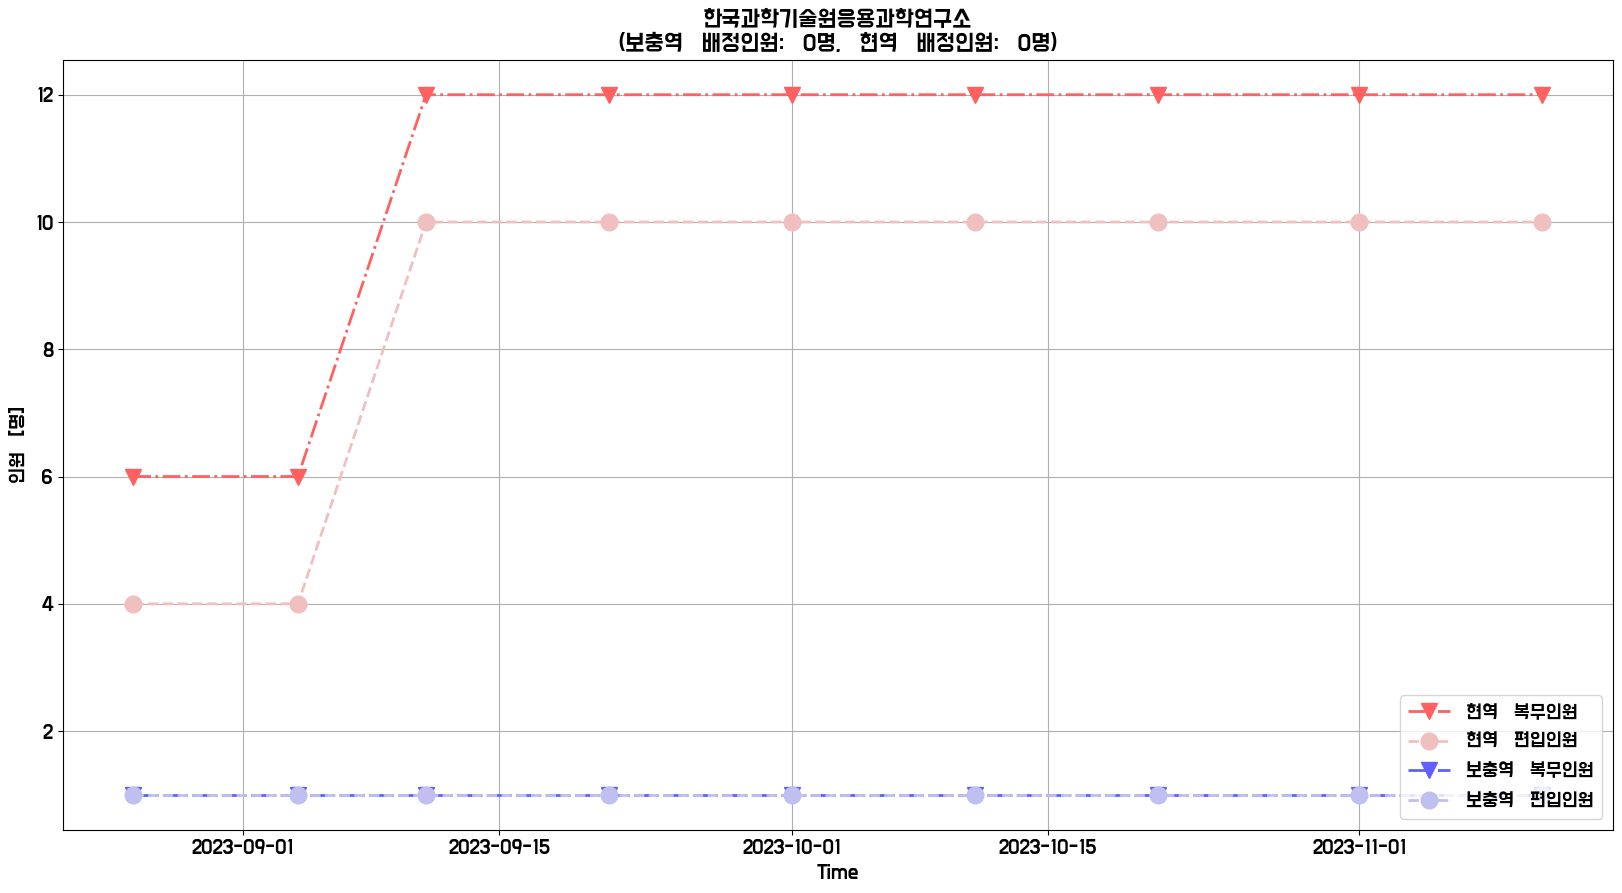 한국과학기술원응용과학연구소
(보충역 배정인원: 0명, 현역 배정인원: 0명)
12
10
8
6
4
2
인원 [명]
2023-09-01
2023-09-15
2023-10-01
2023-10-15
2023-11-01
Time
현역 복무인원
현역 편입인원
보충역 복무인원
보충역 편입인원